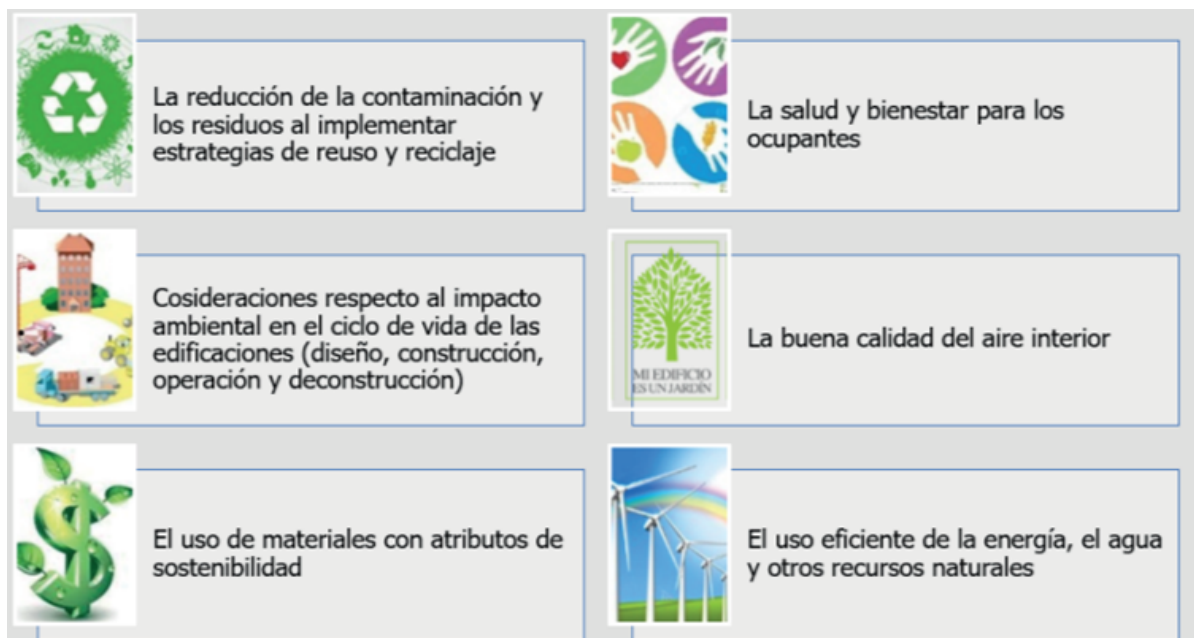 La reducción de la contaminación y
los residuos al implementar
estrategias de reuso y reciclaje
La salud y bienestar para los
ocupantes
Cosideraciones respecto al impacto
ambiental en el ciclo de vida de las
edificaciones (diseño, construcción,
operación y deconstrucción)
MI EDIFICIO
ES UN JARDÍN
La buena calidad del aire interior
El uso de materiales con atributos de
sostenibilidad
El uso eficiente de la energía, el agua
y otros recursos naturales